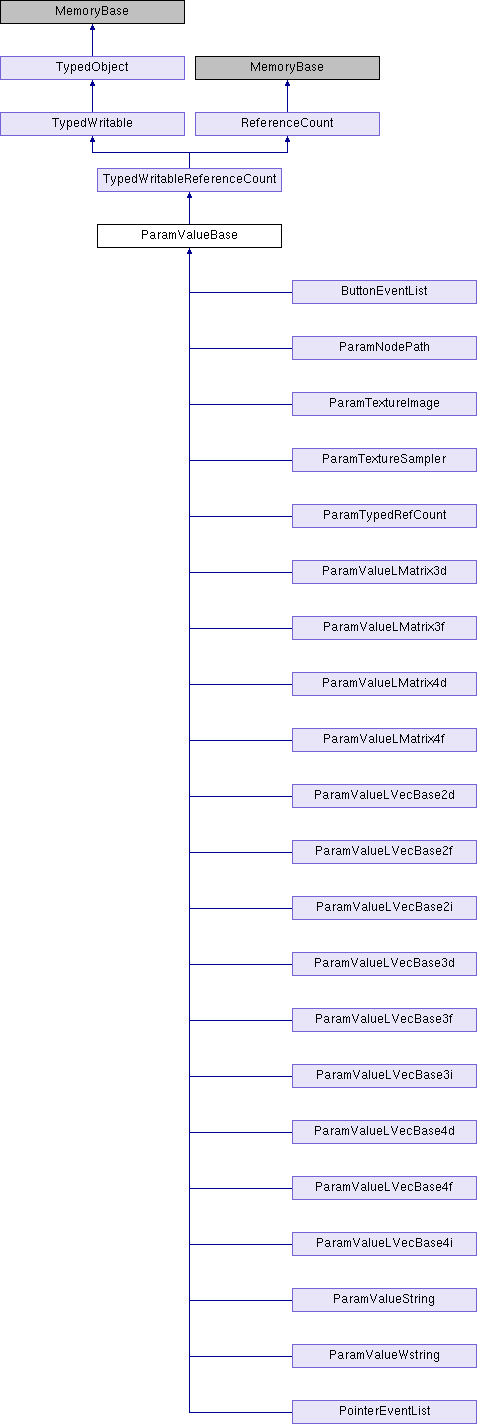 MemoryBase
TypedObject
MemoryBase
TypedWritable
ReferenceCount
TypedWritableReferenceCount
ParamValueBase
ButtonEventList
ParamNodePath
ParamTextureImage
ParamTextureSampler
ParamTypedRefCount
ParamValueLMatrix3d
ParamValueLMatrix3f
ParamValueLMatrix4d
ParamValueLMatrix4f
ParamValueLVecBase2d
ParamValueLVecBase2f
ParamValueLVecBase2i
ParamValueLVecBase3d
ParamValueLVecBase3f
ParamValueLVecBase3i
ParamValueLVecBase4d
ParamValueLVecBase4f
ParamValueLVecBase4i
ParamValueString
ParamValueWstring
PointerEventList